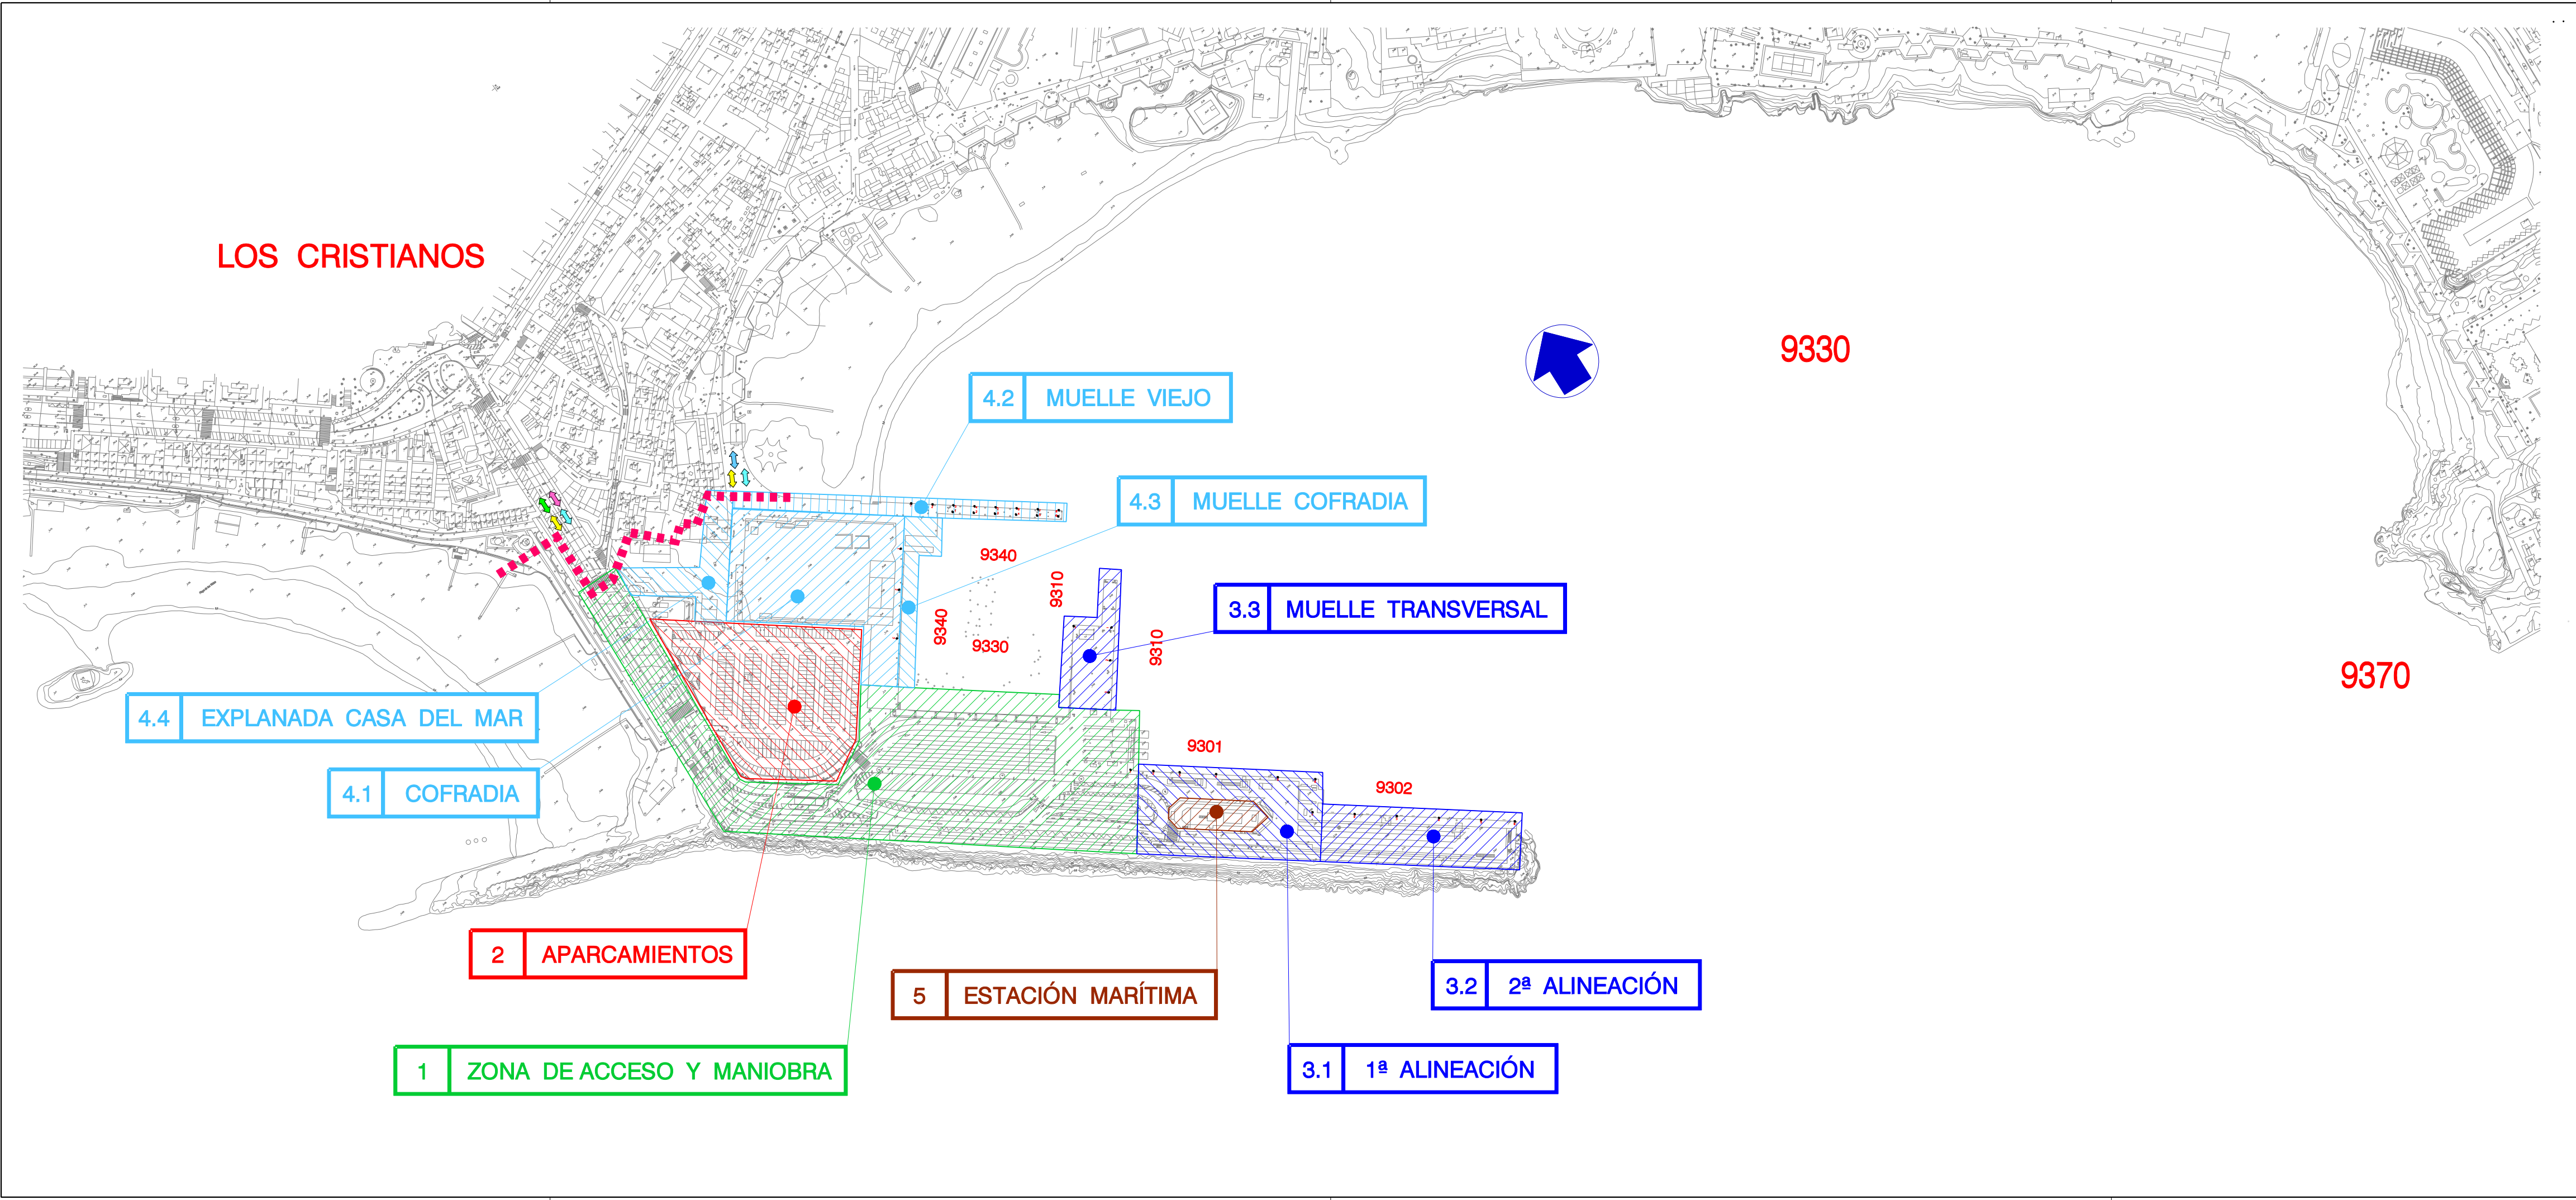 LOS CRISTIANOS
9330
4.2 MUELLE VIEJO
4.3 MUELLE COFRADIA
9340
9310
3.3 MUELLE TRANSVERSAL
9340
9330
9310
9370
4.4 EXPLANADA CASA DEL MAR
9301
4.1 COFRADIA
9302
2 APARCAMIENTOS
5 ESTACIÓN MARÍTIMA
3.2 2ª ALINEACIÓN
1 ZONA DE ACCESO Y MANIOBRA
3.1 1ª ALINEACIÓN